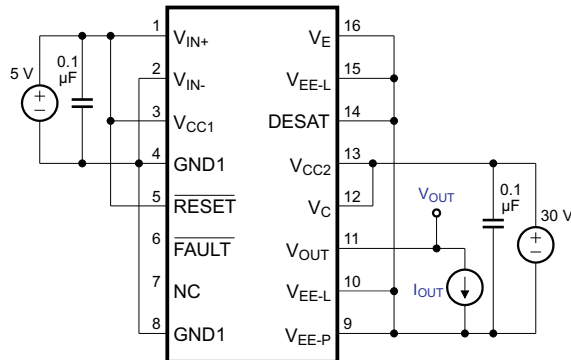 1 V_IN+ V_E 16
2 V_IN- V_EE-L 15
3 V_CC1 DESAT 14
4 GND1 V_CC2 13
5 RESET V_C 12
6 FAULT V_OUT 11
7 NC V_EE-L 10
8 GND1 V_EE-P 9
5 V
+
-
0.1
µF
V_OUT
I_OUT
0.1
µF
30 V
+
-